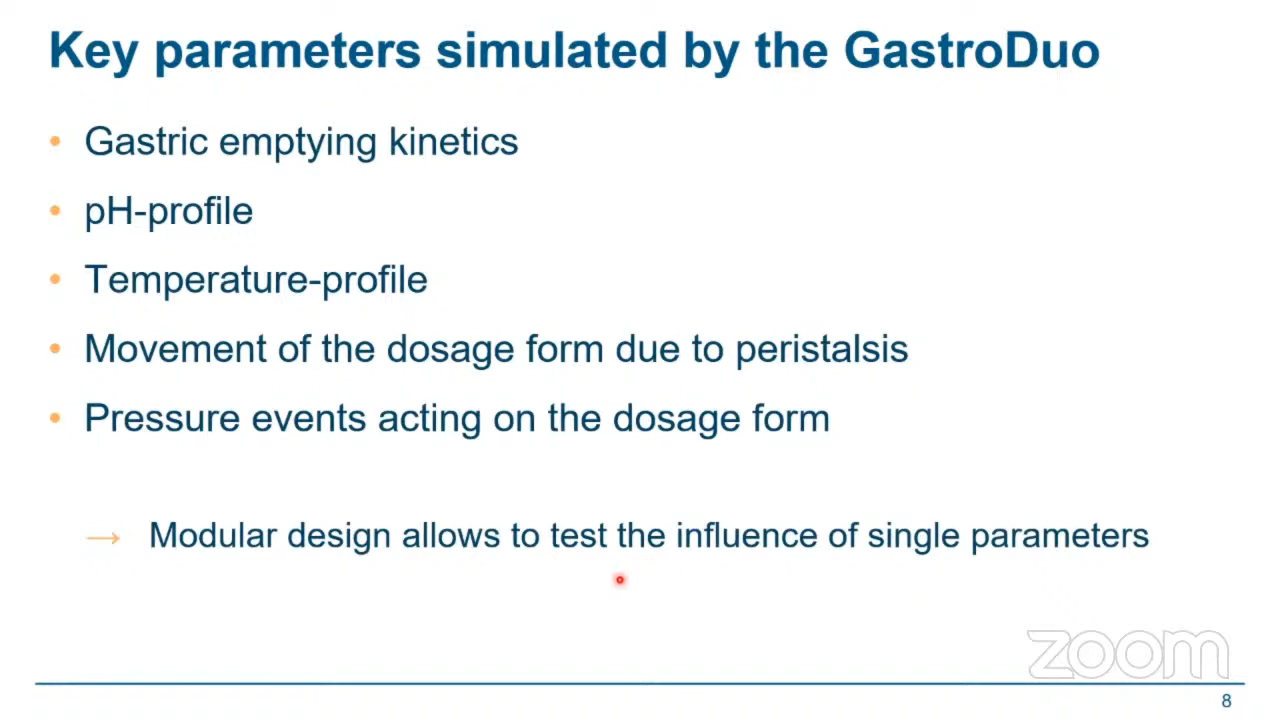 Key parameters simulated by the GastroDuo
• Gastric emptying kinetics
• pH-profile
• Temperature-profile
• Movement of the dosage form due to peristalsis
• Pressure events acting on the dosage form
→ Modular design allows to test the influence of single parameters
zoom
8